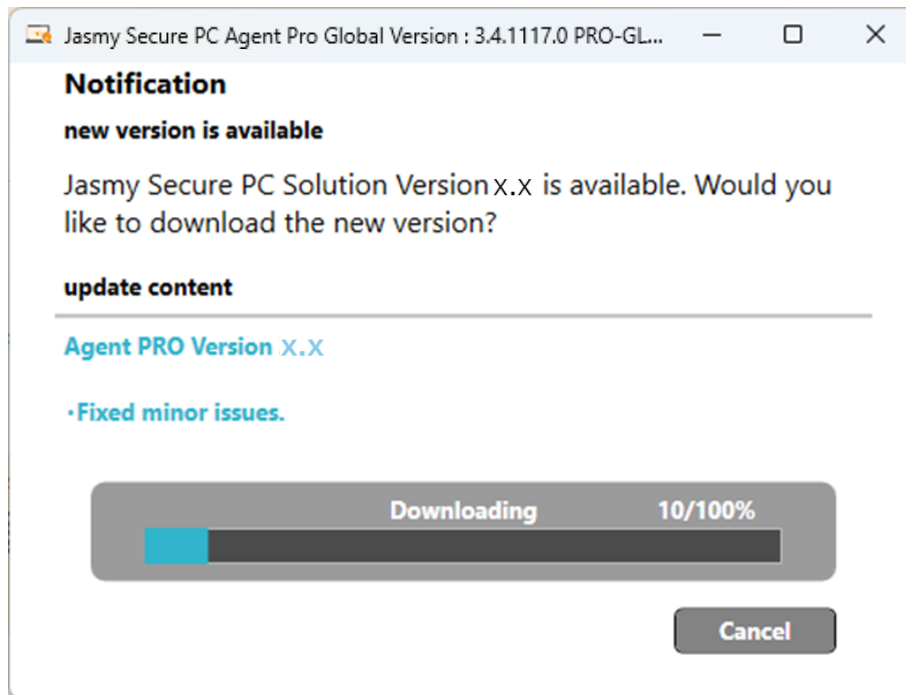 Jasmy Secure PC Agent Pro Global Version : 3.4.1117.0 PRO-GL...
Notification
new version is available
Jasmy Secure PC Solution Version x.x is available. Would you
like to download the new version?
update content
Agent PRO Version x.x
・Fixed minor issues.
Downloading 10/100%
Cancel